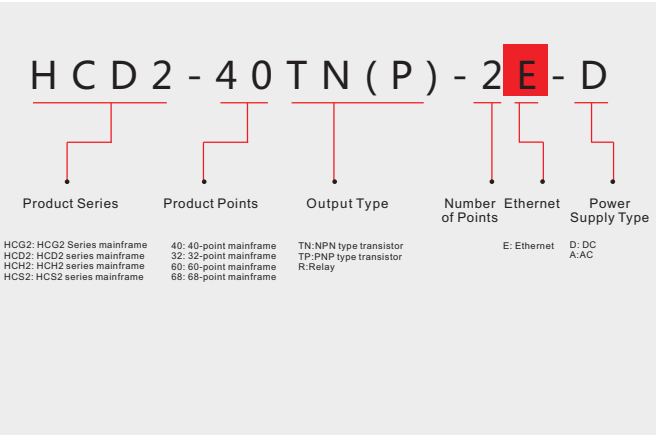 HCD2-40TN(P)-2E-D
Product Series
Product Points
Output Type
Number of Points
Ethernet
Power Supply Type
HCG2: HCG2 Series mainframe
HCD2: HCD2 series mainframe
HCH2: HCH2 series mainframe
HCS2: HCS2 series mainframe
40: 40-point mainframe
32: 32-point mainframe
60: 60-point mainframe
68: 68-point mainframe
TN:NPN type transistor
TP:PNP type transistor
R:Relay
E: Ethernet
D: DC
A:AC